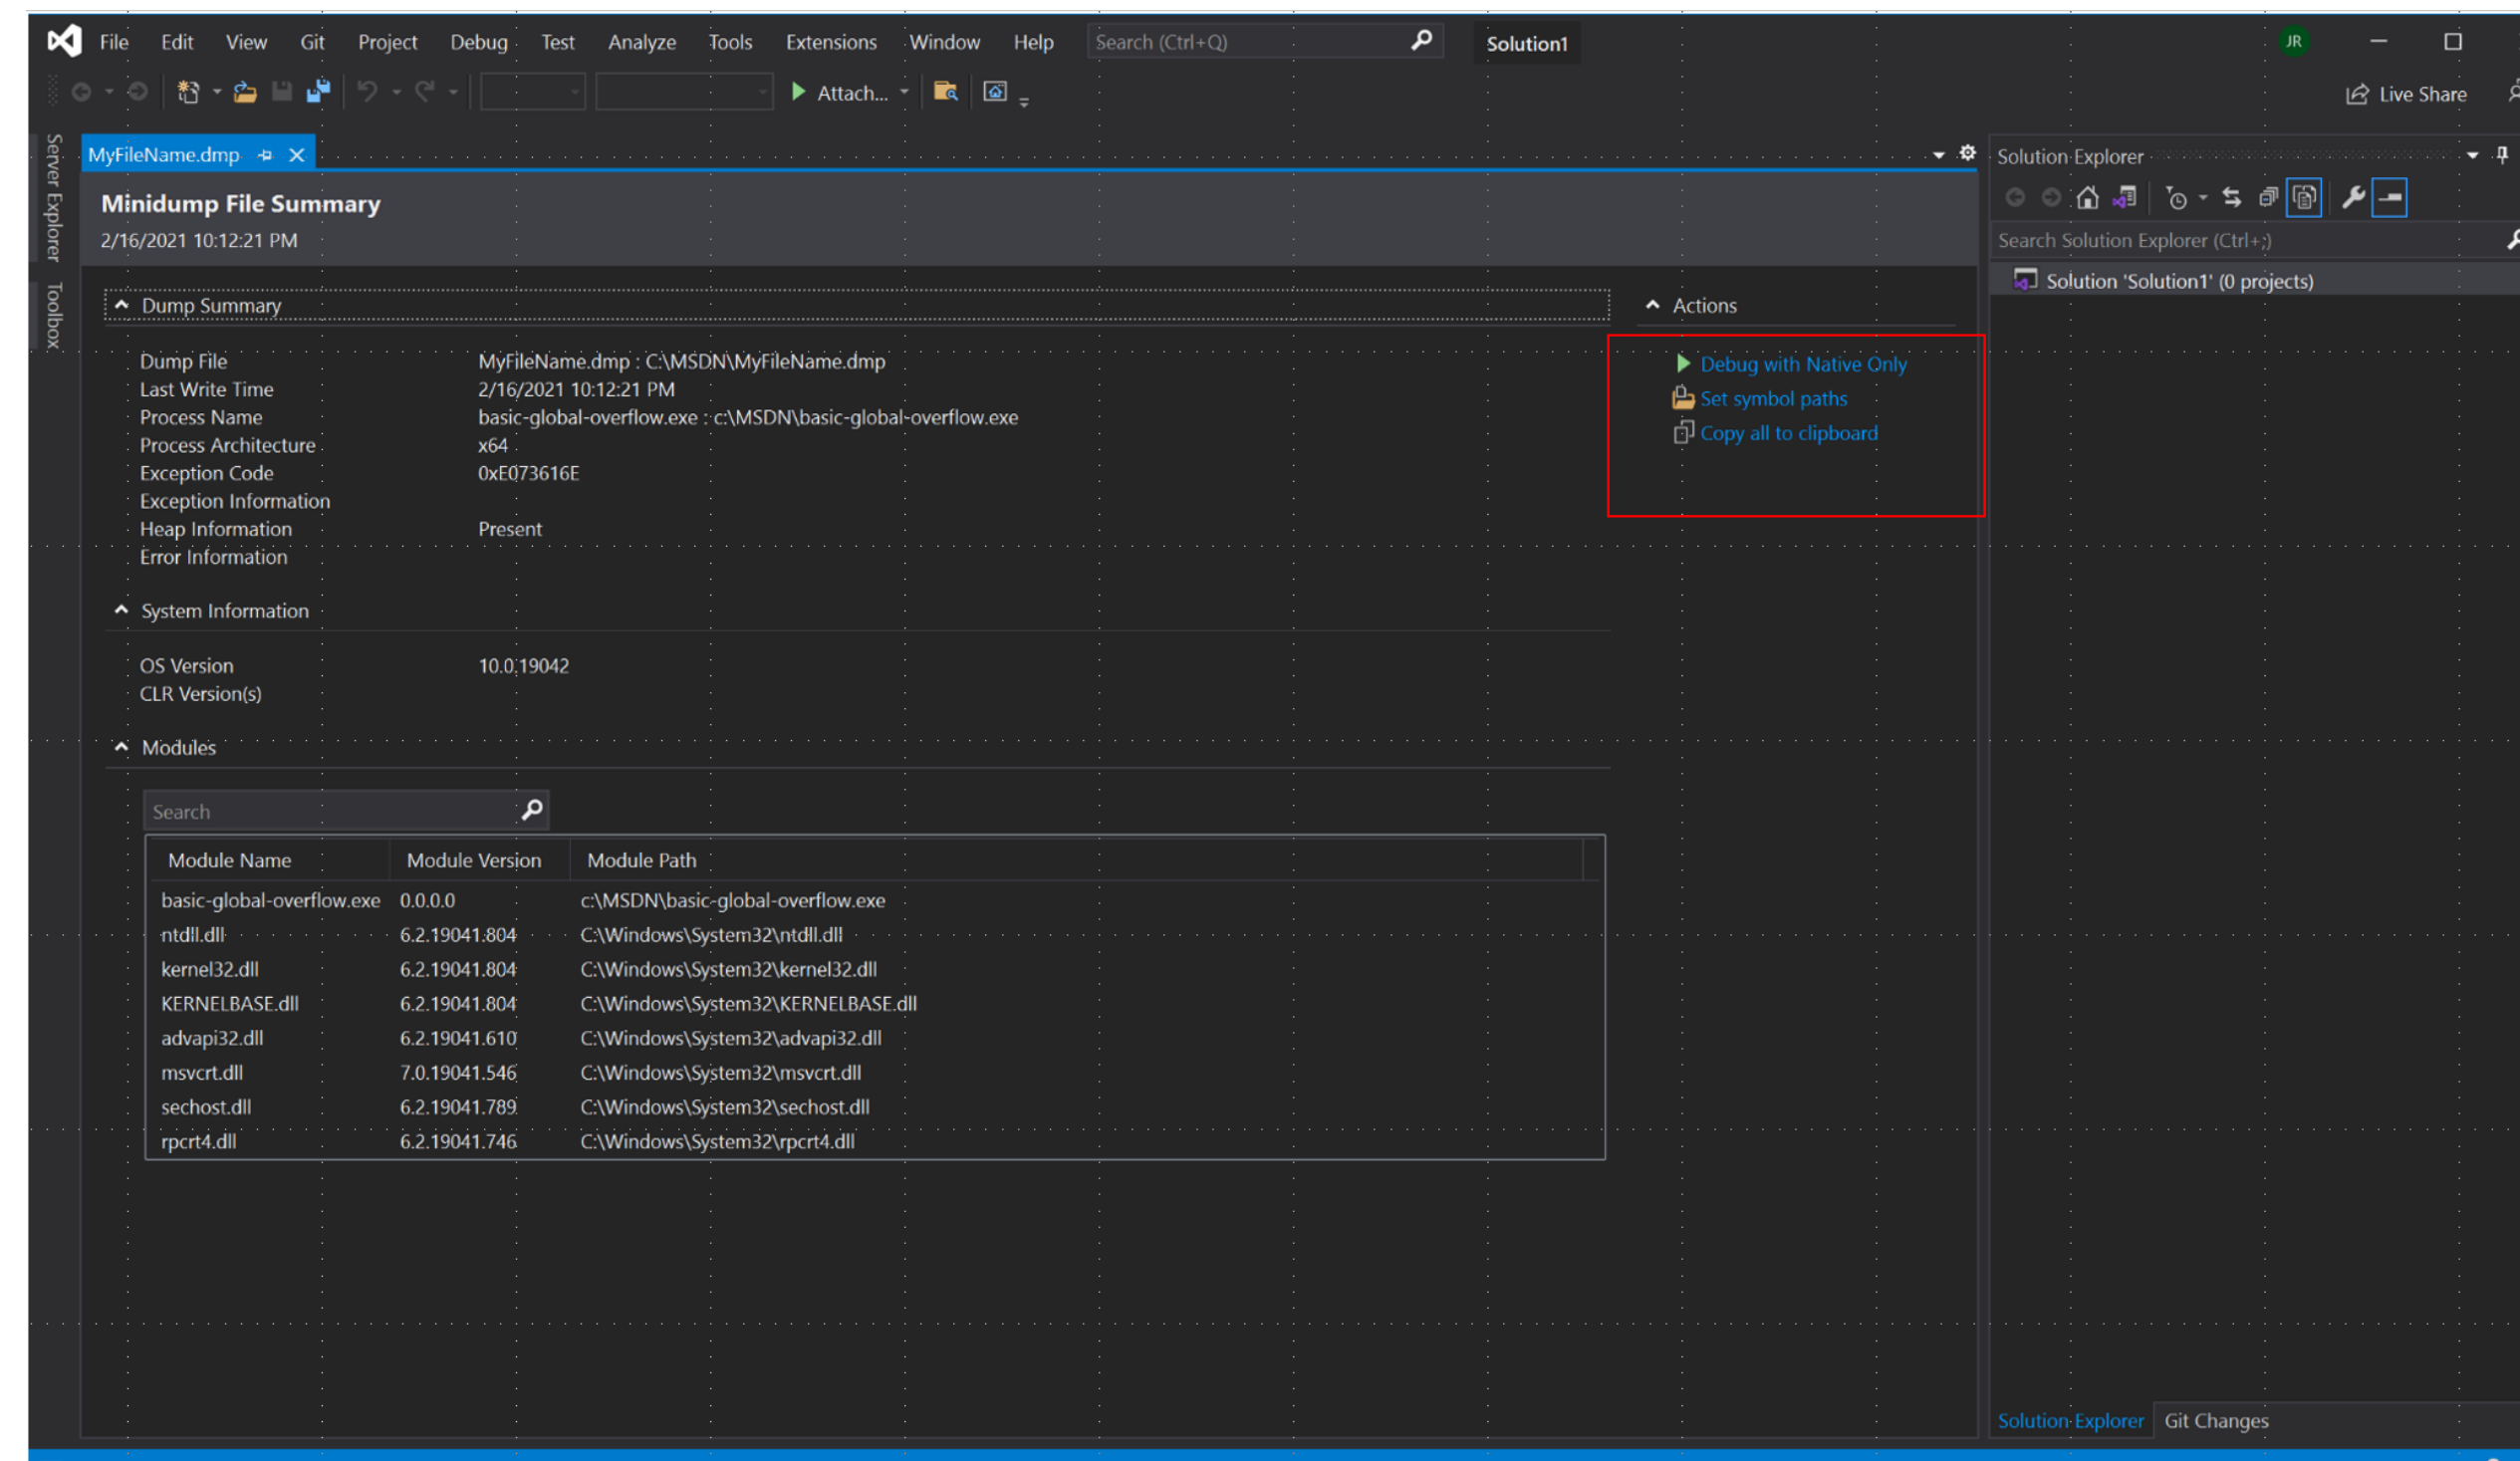 File Edit View Git Project Debug Test Analyze Tools Extensions Window Help Search (Ctrl+Q) Solution1 JR
Attach... Live Share
Server Explorer
Toolbox
MyFileName.dmp
Minidump File Summary
2/16/2021 10:12:21 PM
Dump Summary
Dump File MyFileName.dmp : C:\MSDN\MyFileName.dmp
Last Write Time 2/16/2021 10:12:21 PM
Process Name basic-global-overflow.exe : c:\MSDN\basic-global-overflow.exe
Process Architecture x64
Exception Code 0xE073616E
Exception Information
Heap Information Present
Error Information
System Information
OS Version 10.0.19042
CLR Version(s)
Modules
Search
Module Name Module Version Module Path
basic-global-overflow.exe 0.0.0.0 c:\MSDN\basic-global-overflow.exe
ntdll.dll 6.2.19041.804 C:\Windows\System32\ntdll.dll
kernel32.dll 6.2.19041.804 C:\Windows\System32\kernel32.dll
KERNELBASE.dll 6.2.19041.804 C:\Windows\System32\KERNELBASE.dll
advapi32.dll 6.2.19041.610 C:\Windows\System32\advapi32.dll
msvcrt.dll 7.0.19041.546 C:\Windows\System32\msvcrt.dll
sechost.dll 6.2.19041.789 C:\Windows\System32\sechost.dll
rpcrt4.dll 6.2.19041.746 C:\Windows\System32\rpcrt4.dll
Actions
Debug with Native Only
Set symbol paths
Copy all to clipboard
Solution Explorer
Search Solution Explorer (Ctrl+;)
Solution 'Solution1' (0 projects)
Solution Explorer Git Changes